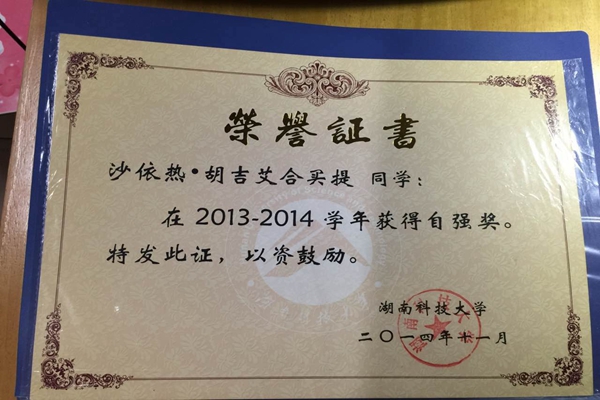 榮譽証書
沙依热·胡吉艾合买提 同学：
在 2013-2014 学年获得自强奖。
特发此证，以资鼓励。
湖南科技大学
二〇一四年十一月